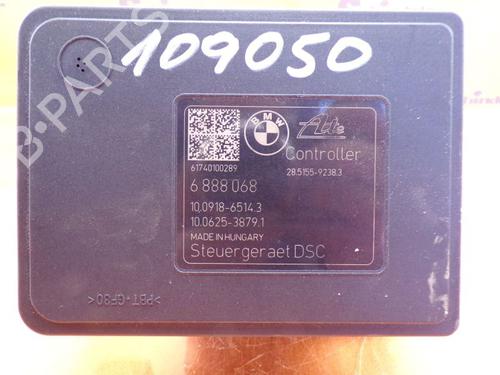 109050
BMW
Ate
Controller
61740100289
28.5155-9238.3
6 888 068
10.0918-6514.3
10.0625-3879.1
MADE IN HUNGARY
Steuergeraet DSC
>PBT-GF30<
B-PARTS